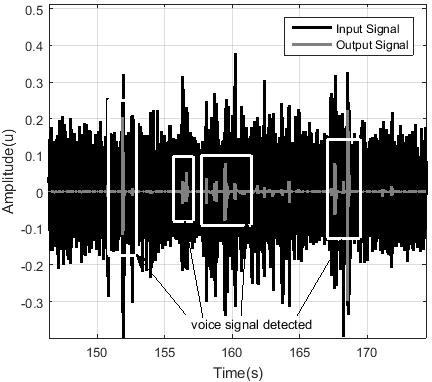 Input Signal
Output Signal
0.5
0.4
0.3
0.2
0.1
0
-0.1
-0.2
-0.3
Amplitude(u)
voice signal detected
150 155 160 165 170
Time(s)